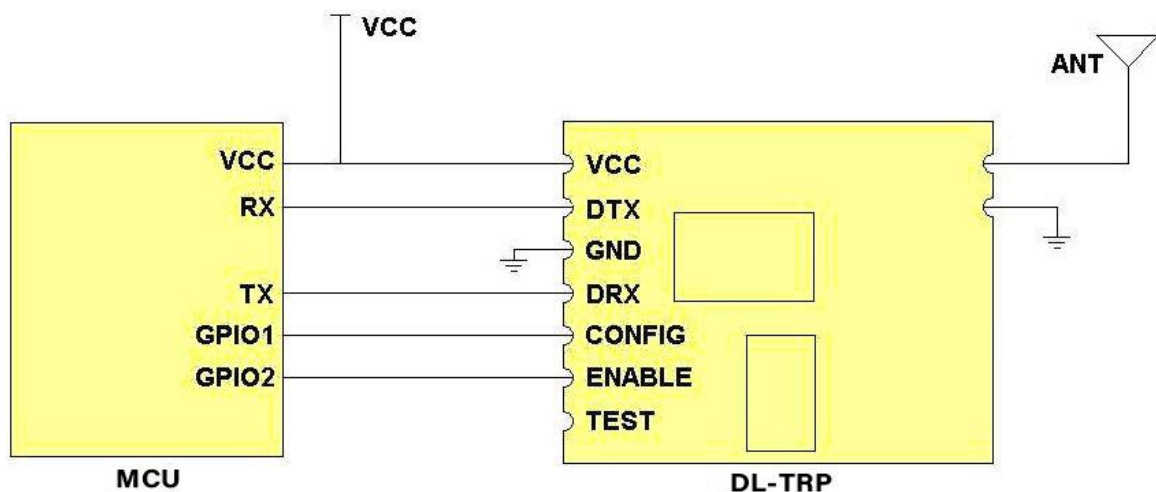 VCC
ANT
VCC
RX
TX
GPIO1
GPIO2
MCU
VCC
DTX
GND
DRX
CONFIG
ENABLE
TEST
DL-TRP